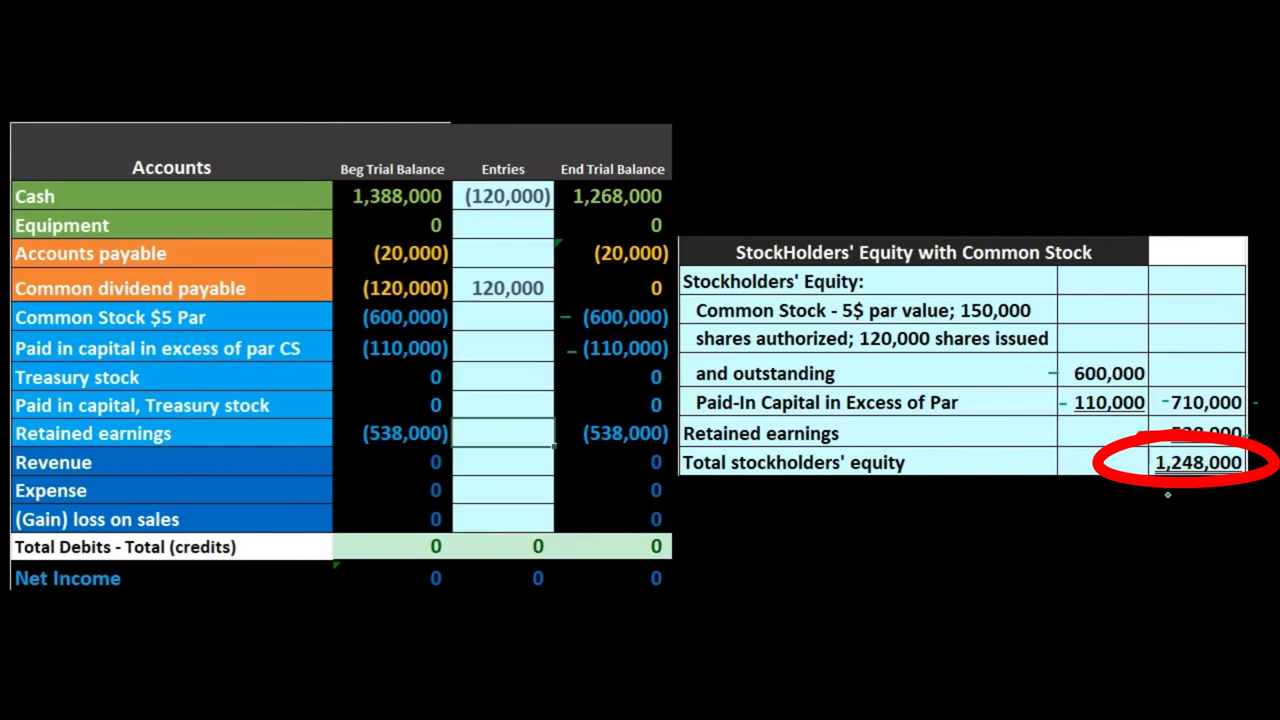 Accounts Beg Trial Balance Entries End Trial Balance
Cash 1,388,000 (120,000) 1,268,000
Equipment 0 0
Accounts payable (20,000) (20,000)
Common dividend payable (120,000) 120,000 0
Common Stock $5 Par (600,000) (600,000)
Paid in capital in excess of par CS (110,000) (110,000)
Treasury stock 0 0
Paid in capital, Treasury stock 0 0
Retained earnings (538,000) (538,000)
Revenue 0 0
Expense 0 0
(Gain) loss on sales 0 0
Total Debits - Total (credits) 0 0 0
Net Income 0 0 0
StockHolders' Equity with Common Stock
Stockholders' Equity:
Common Stock - 5$ par value; 150,000
shares authorized; 120,000 shares issued
and outstanding 600,000
Paid-In Capital in Excess of Par 110,000 710,000
Retained earnings
Total stockholders' equity 1,248,000